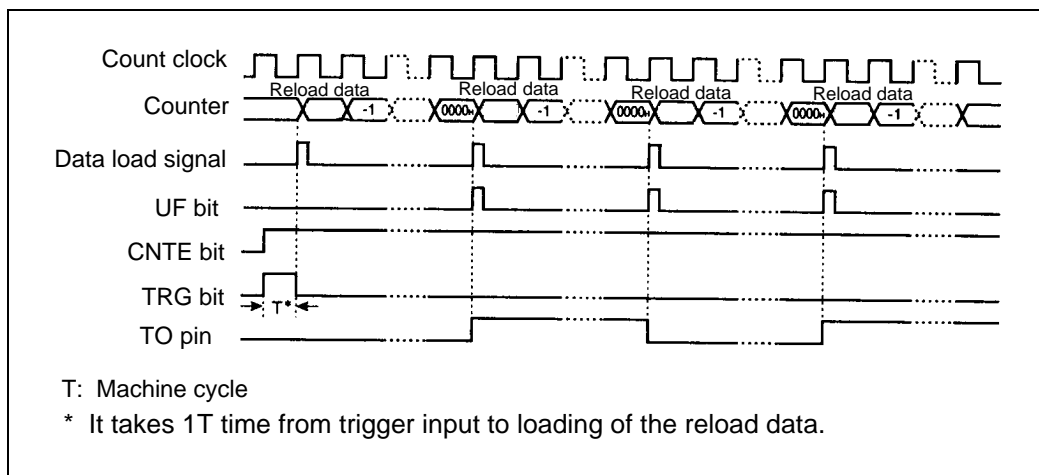 Count clock
Reload data Reload data Reload data Reload data
Counter -1 0000H -1 0000H -1 0000H -1
Data load signal
UF bit
CNTE bit
TRG bit
T*
TO pin
T: Machine cycle
* It takes 1T time from trigger input to loading of the reload data.